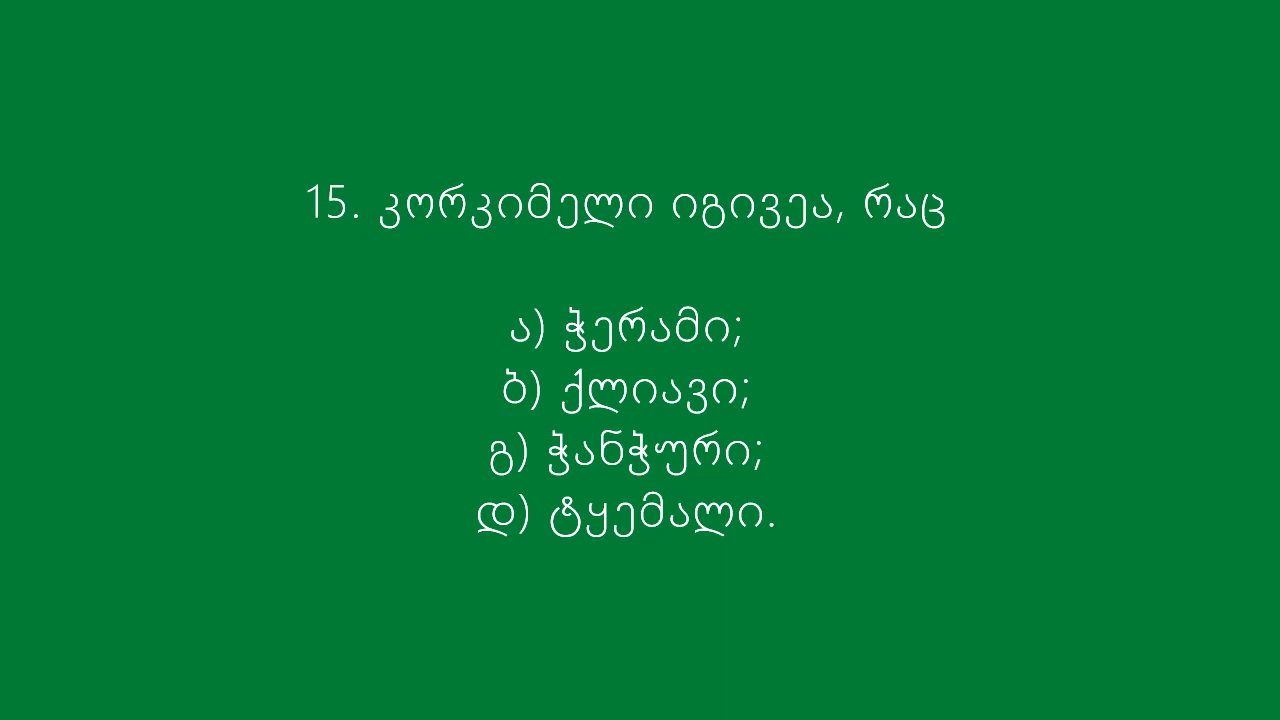 15. კორკიმელი იგივეა, რაც
ა) ჭერამი;
ბ) ქლიავი;
გ) ჭანჭური;
დ) ტყემალი.